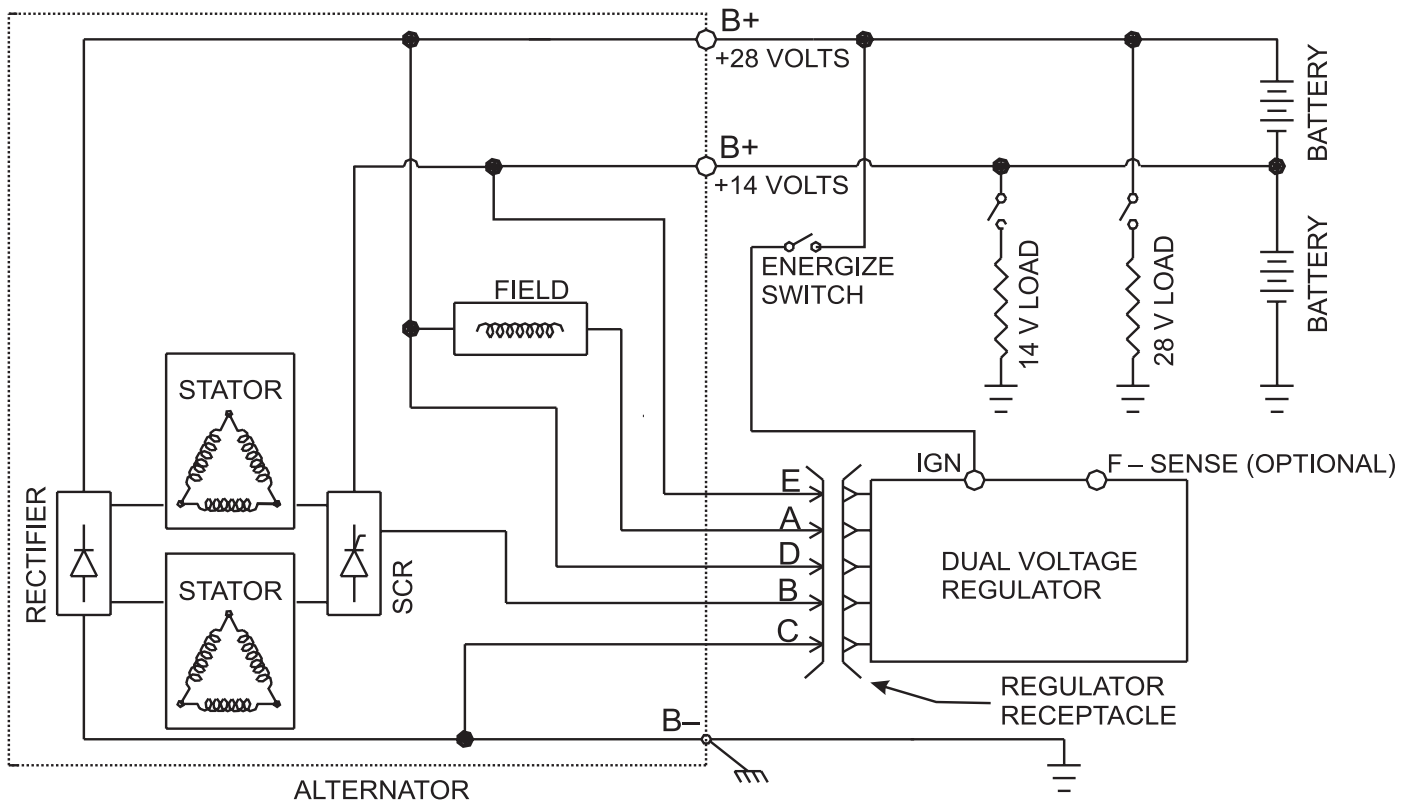 B+
+28 VOLTS
B+
+14 VOLTS
BATTERY
BATTERY
ENERGIZE
SWITCH
14 V LOAD
28 V LOAD
FIELD
STATOR
STATOR
RECTIFIER
SCR
E
A
D
B
C
IGN
F – SENSE (OPTIONAL)
DUAL VOLTAGE
REGULATOR
REGULATOR
RECEPTACLE
B–
ALTERNATOR